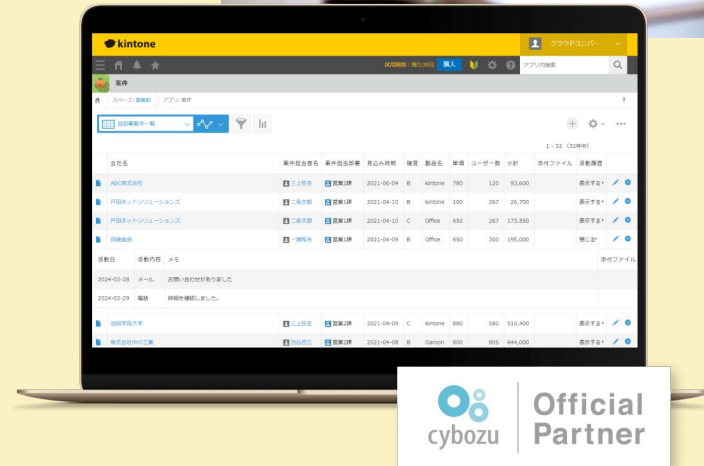 kintone
クラウドユニバー…
試用期間：残り30日 購入
アプリ内検索
案件
スペース: 営業部 アプリ: 案件
自部署案件一覧
1 - 32 (32件中)
会社名 案件担当者名 案件担当部署 見込み時期 確度 製品名 単価 ユーザー数 小計 添付ファイル 活動履歴
ABC株式会社 三上弥生 営業2課 2021-06-04 B kintone 780 120 93,600 表示する
戸田ネットソリューションズ 二条次郎 営業1課 2021-04-10 B kintone 100 267 26,700 表示する
戸田ネットソリューションズ 二条次郎 営業1課 2021-04-10 C Office 650 267 173,550 表示する
田建食品 一橋和夫 営業1課 2021-04-09 B Office 650 300 195,000 閉じる
活動日 活動内容 メモ 添付ファイル
2024-02-28 メール お問い合わせがありました
2024-02-29 電話 詳細を確認しました。
岩田学院大学 三上弥生 営業2課 2021-04-09 C kintone 880 580 510,400 表示する
株式会社中川工業 四谷杏江 営業2課 2021-04-08 B Garoon 800 805 644,000 表示する
cybozu
Official
Partner